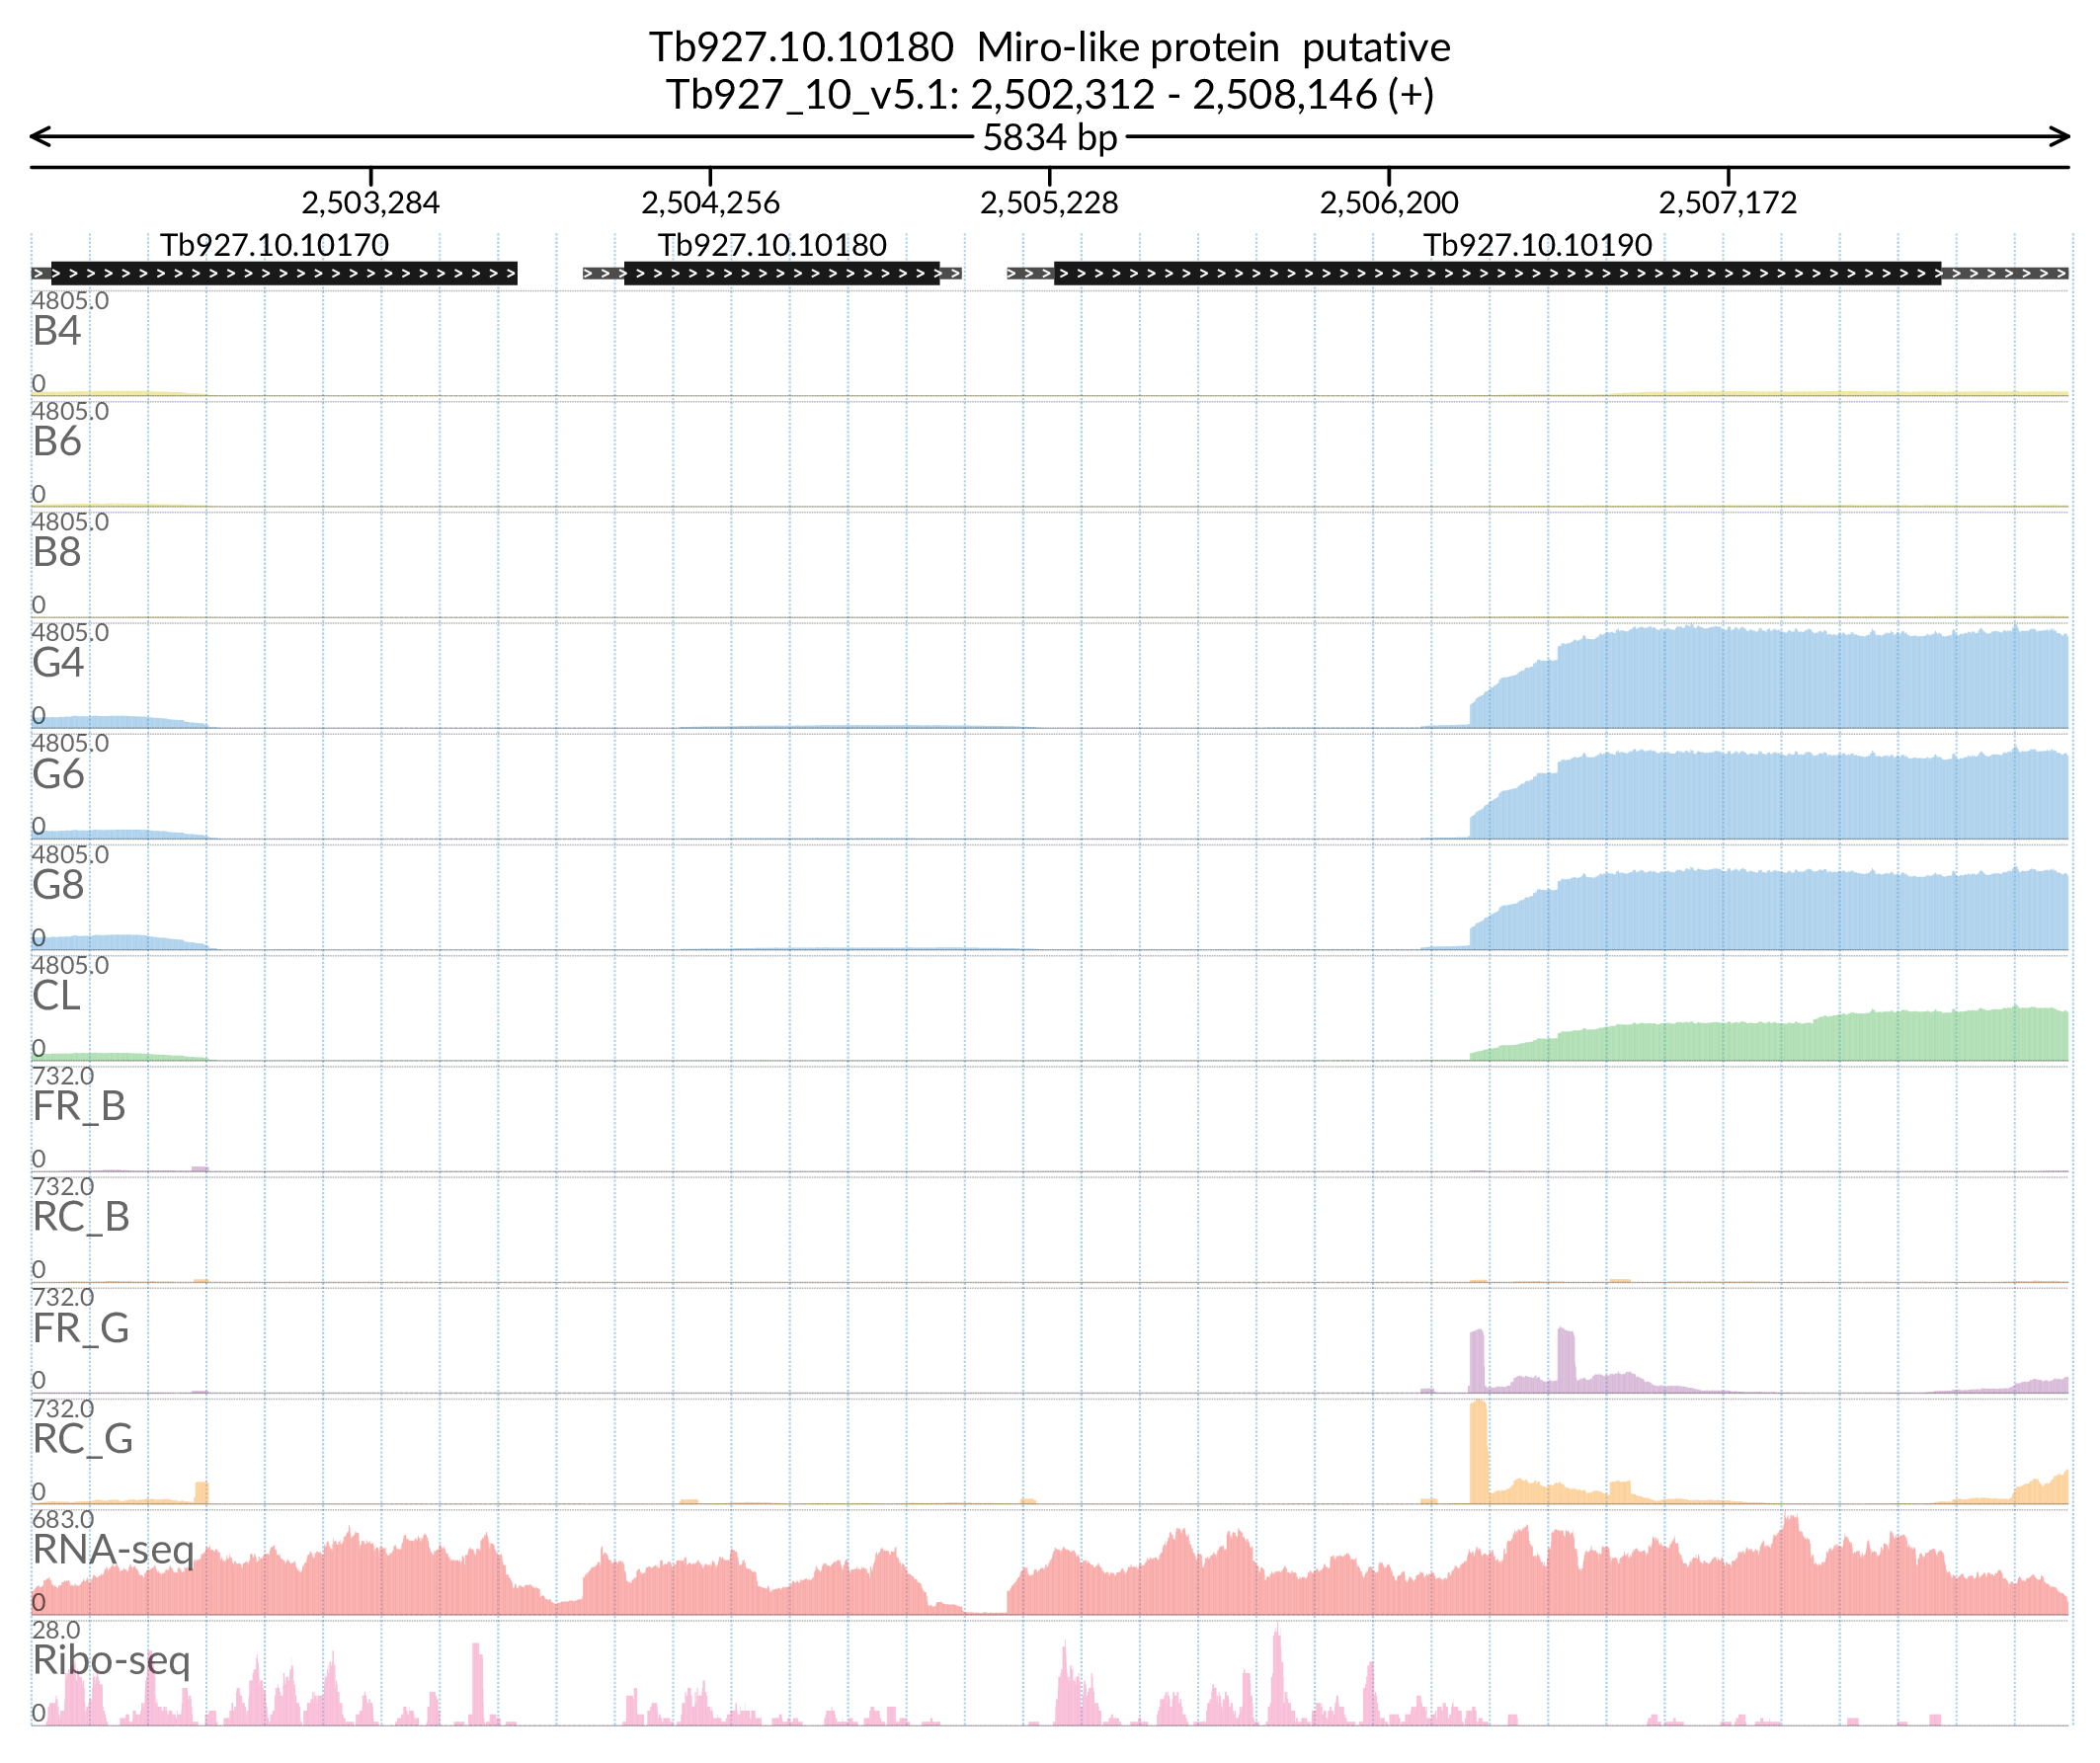 Tb927.10.10180 Miro-like protein putative
Tb927_10_v5.1: 2,502,312 - 2,508,146 (+)
5834 bp
2,503,284 2,504,256 2,505,228 2,506,200 2,507,172
Tb927.10.10170 Tb927.10.10180 Tb927.10.10190
4805.0
B4
0
4805.0
B6
0
4805.0
B8
0
4805.0
G4
0
4805.0
G6
0
4805.0
G8
0
4805.0
CL
0
732.0
FR_B
0
732.0
RC_B
0
732.0
FR_G
0
732.0
RC_G
0
683.0
RNA-seq
0
28.0
Ribo-seq
0